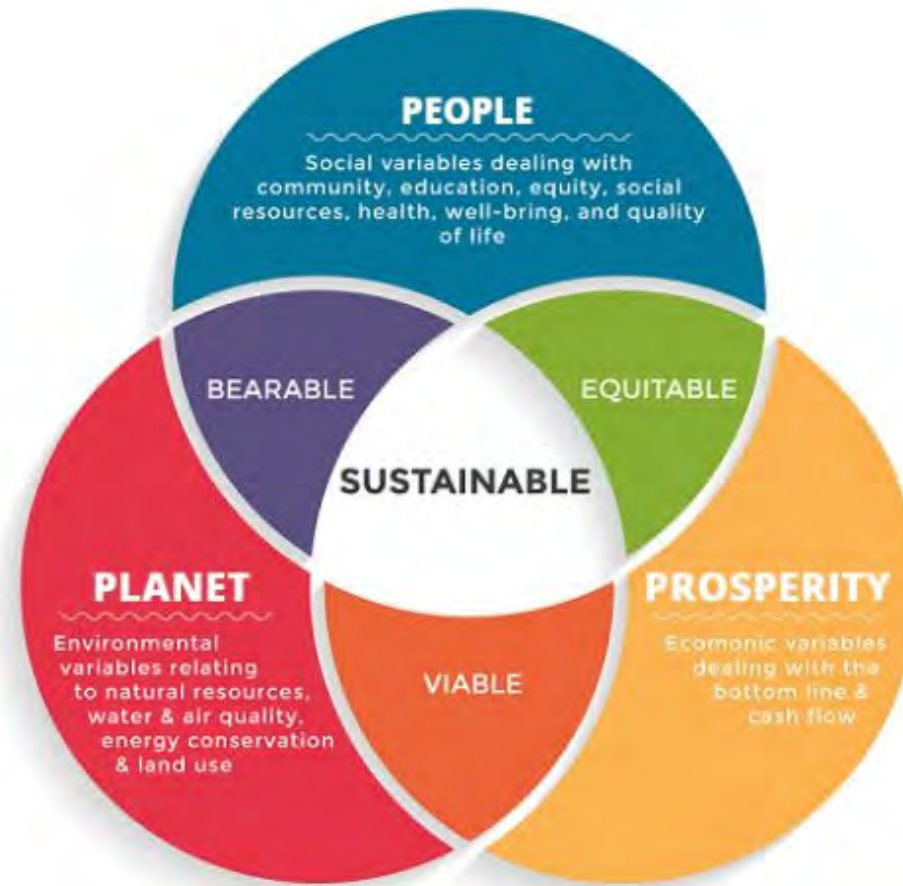 PEOPLE
Social variables dealing with
community, education, equity, social
resources, health, well-bring, and quality
of life
BEARABLE
EQUITABLE
SUSTAINABLE
PLANET
Environmental
variables relating
to natural resources,
water & air quality,
energy conservation
& land use
VIABLE
PROSPERITY
Ecomonic variables
dealing with the
bottom line &
cash flow